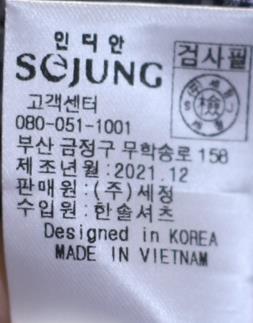 인디안
SEJUNG
검사필
檢
고객센터
080-051-1001
부산 금정구 무학송로 158
제조년월:2021.12
판매원:(주)세정
수입원:한솔셔츠
Designed in KOREA
MADE IN VIETNAM